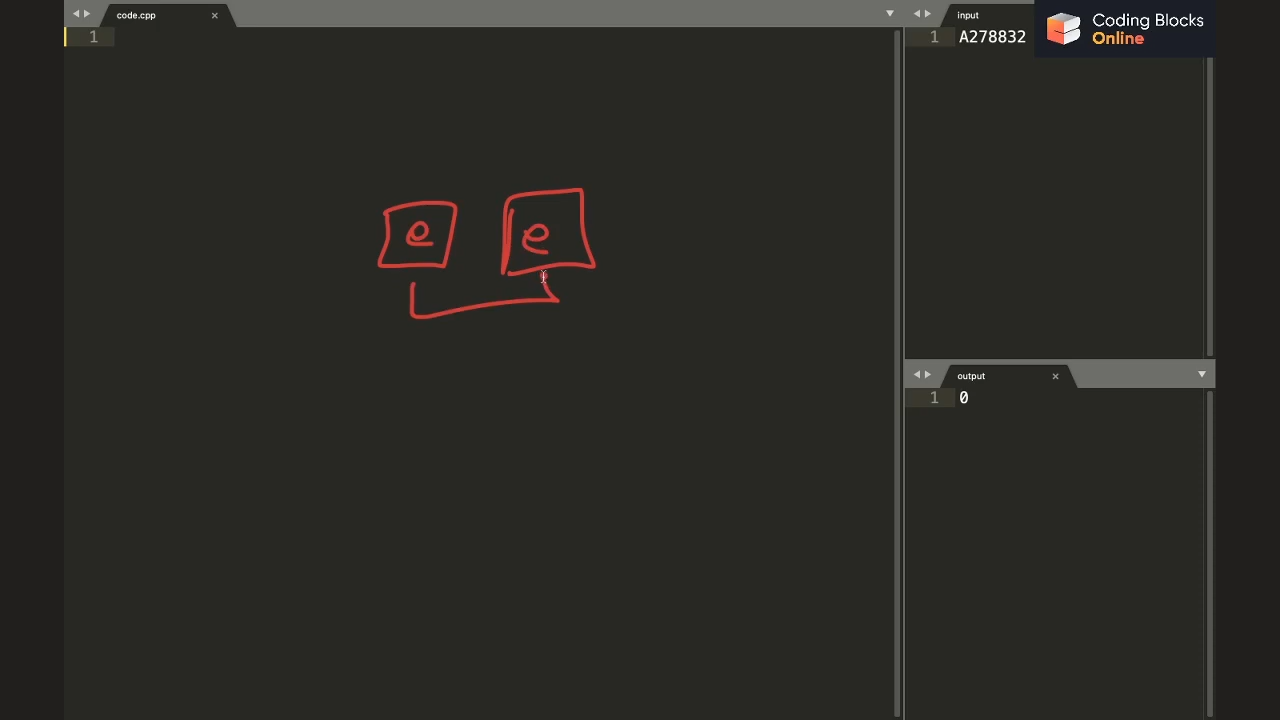 code.cpp
1
e e
input
1 A278832
Coding Blocks
Online
output
1 0